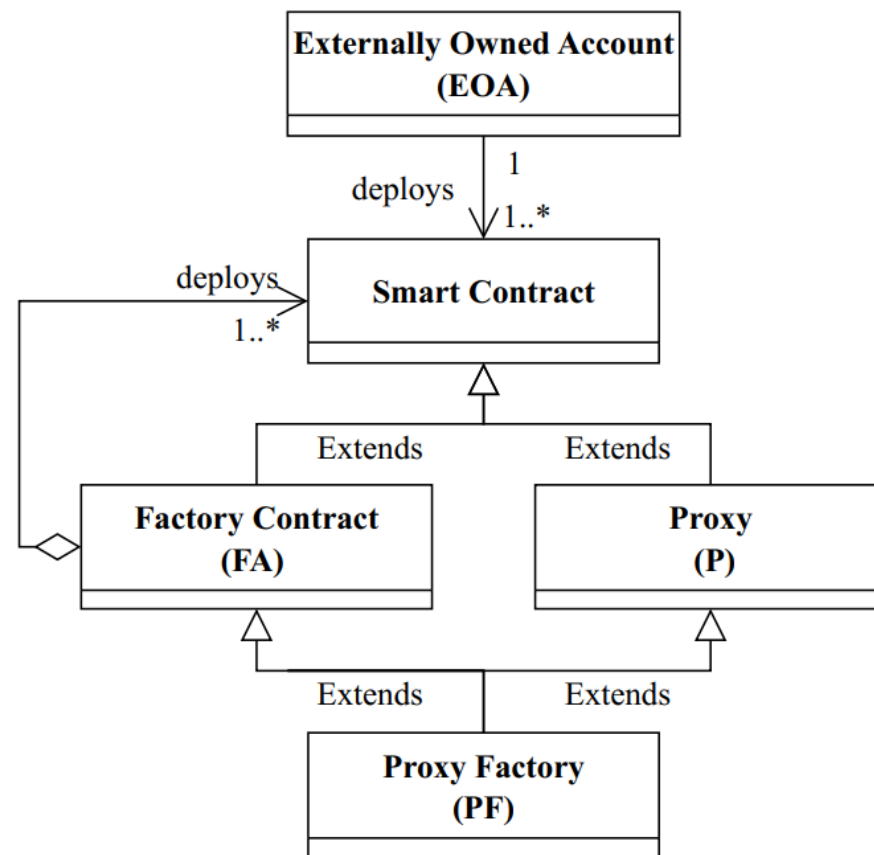 Externally Owned Account
(EOA)
1
deploys
1..*
deploys
1..*
Smart Contract
Extends
Extends
Factory Contract
(FA)
Proxy
(P)
Extends
Extends
Proxy Factory
(PF)